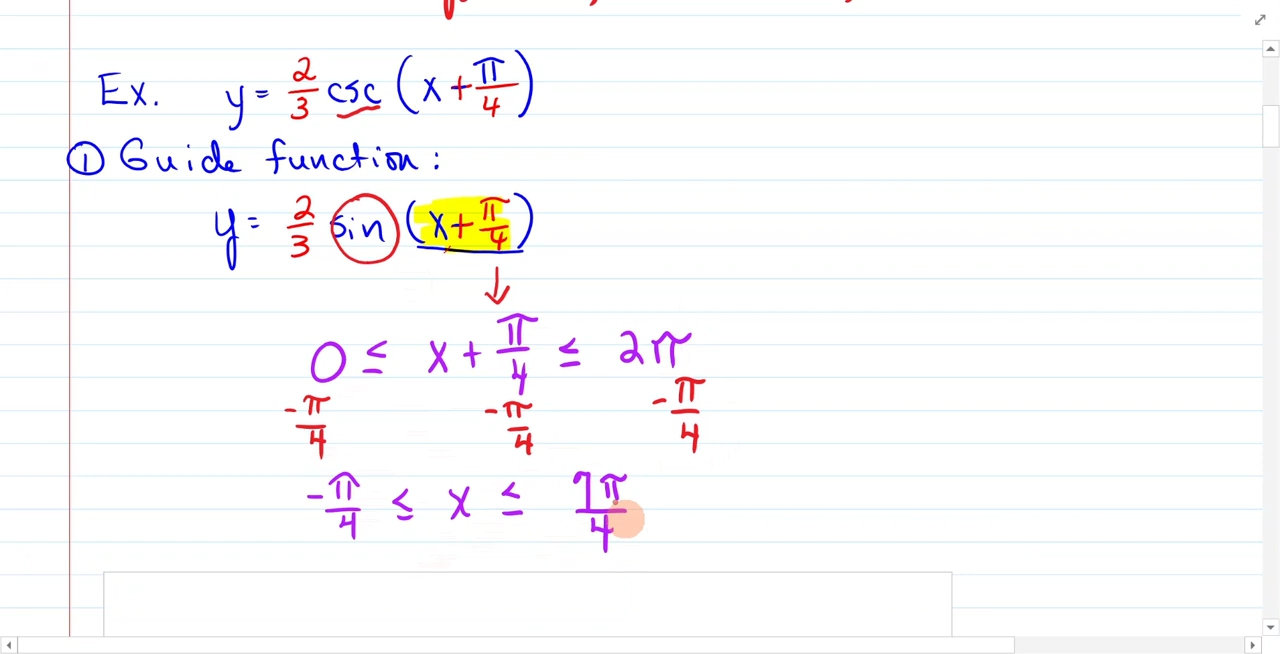 Ex. y = 2/3 csc (x + π/4)
① Guide function:
y = 2/3 sin (x + π/4)
↓
0 ≤ x + π/4 ≤ 2π
-π/4 -π/4 -π/4
-π/4 ≤ x ≤ 7π/4